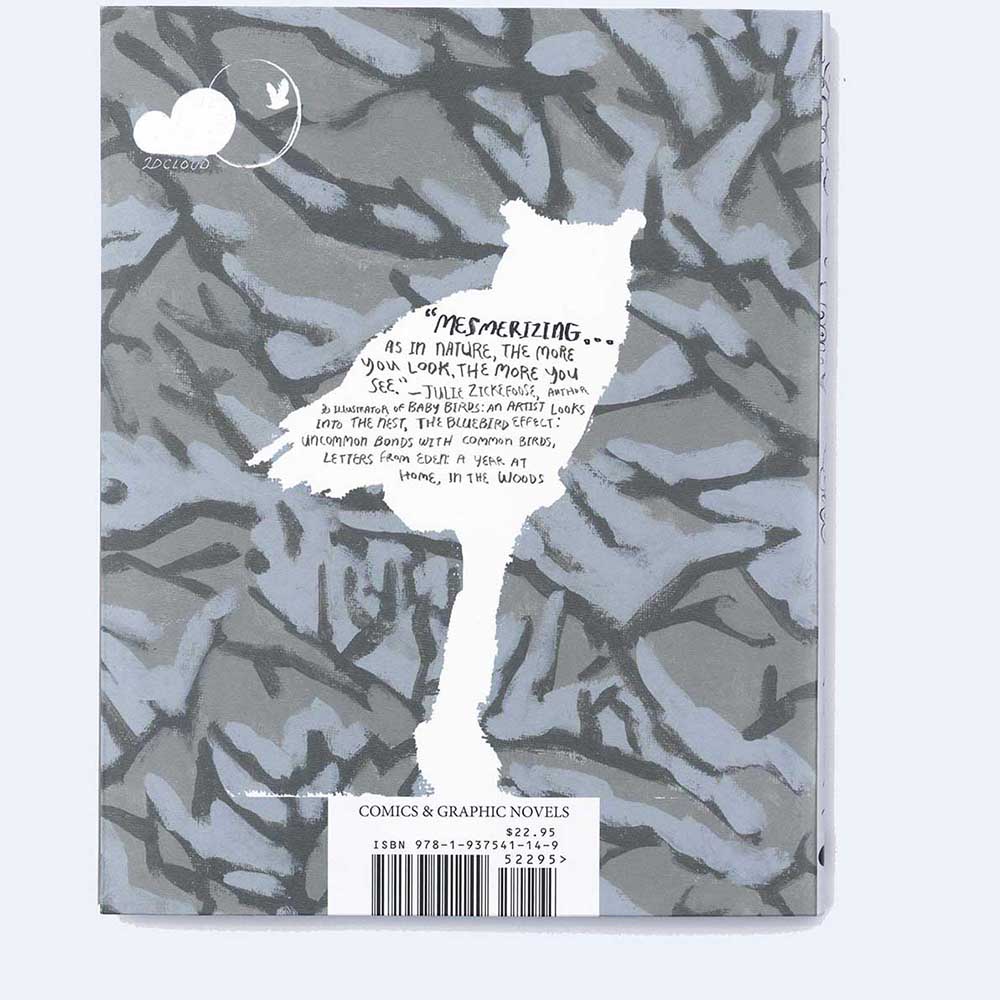 2DCLOUD
"MESMERIZING...
AS IN NATURE, THE MORE
YOU LOOK, THE MORE YOU
SEE." —JULIE ZICKEFOOSE, AUTHOR
& ILLUSTRATOR OF BABY BIRDS: AN ARTIST LOOKS
INTO THE NEST, THE BLUEBIRD EFFECT:
UNCOMMON BONDS WITH COMMON BIRDS,
LETTERS FROM EDEN: A YEAR AT
HOME, IN THE WOODS
COMICS & GRAPHIC NOVELS
$22.95
ISBN 978-1-937541-14-9
52295>